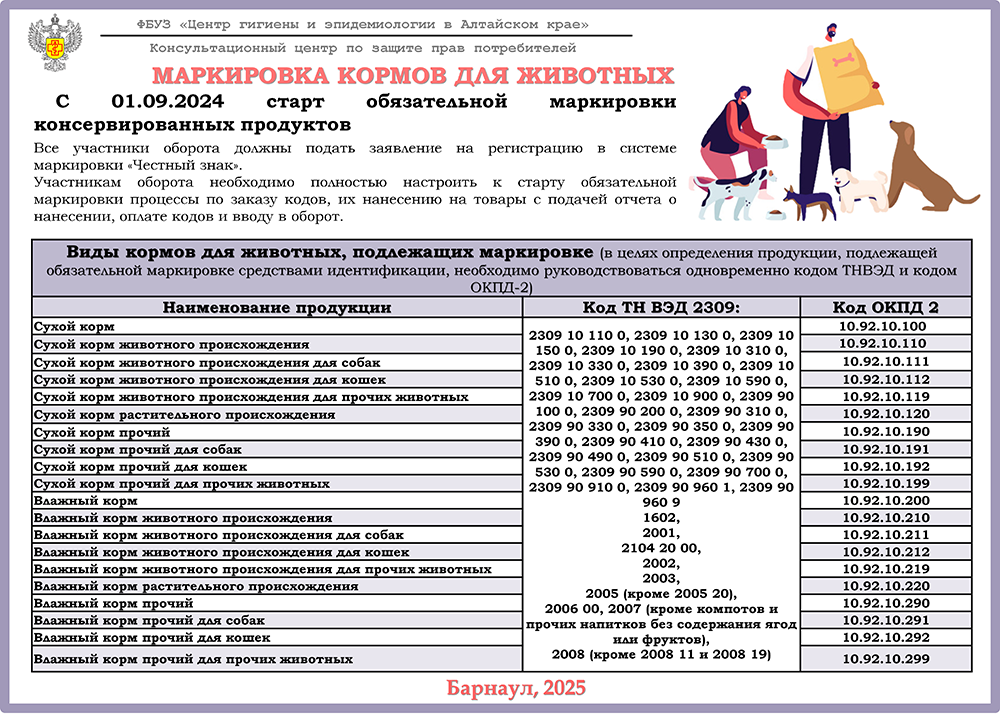 ФБУЗ «Центр гигиены и эпидемиологии в Алтайском крае»
Консультационный центр по защите прав потребителей
МАРКИРОВКА КОРМОВ ДЛЯ ЖИВОТНЫХ
С 01.09.2024 старт обязательной маркировки
консервированных продуктов
Все участники оборота должны подать заявление на регистрацию в системе
маркировки «Честный знак».
Участникам оборота необходимо полностью настроить к старту обязательной
маркировки процессы по заказу кодов, их нанесению на товары с подачей отчета о
нанесении, оплате кодов и вводу в оборот.
Виды кормов для животных, подлежащих маркировке (в целях определения продукции, подлежащей
обязательной маркировке средствами идентификации, необходимо руководствоваться одновременно кодом ТНВЭД и кодом
ОКПД-2)
Наименование продукции
Сухой корм
Сухой корм животного происхождения
Сухой корм животного происхождения для собак
Сухой корм животного происхождения для кошек
Сухой корм животного происхождения для прочих животных
Сухой корм растительного происхождения
Сухой корм прочий
Сухой корм прочий для собак
Сухой корм прочий для кошек
Сухой корм прочий для прочих животных
Влажный корм
Влажный корм животного происхождения
Влажный корм животного происхождения для собак
Влажный корм животного происхождения для кошек
Влажный корм животного происхождения для прочих животных
Влажный корм растительного происхождения
Влажный корм прочий
Влажный корм прочий для собак
Влажный корм прочий для кошек
Влажный корм прочий для прочих животных
Код ТН ВЭД 2309:
2309 10 110 0, 2309 10 130 0, 2309 10
150 0, 2309 10 190 0, 2309 10 310 0,
2309 10 330 0, 2309 10 390 0, 2309 10
510 0, 2309 10 530 0, 2309 10 590 0,
2309 10 700 0, 2309 10 900 0, 2309 90
100 0, 2309 90 200 0, 2309 90 310 0,
2309 90 330 0, 2309 90 350 0, 2309 90
390 0, 2309 90 410 0, 2309 90 430 0,
2309 90 490 0, 2309 90 510 0, 2309 90
530 0, 2309 90 590 0, 2309 90 700 0,
2309 90 910 0, 2309 90 960 1, 2309 90
960 9
1602,
2001,
2104 20 00,
2002,
2003,
2005 (кроме 2005 20),
2006 00, 2007 (кроме компотов и
прочих напитков без содержания ягод
или фруктов),
2008 (кроме 2008 11 и 2008 19)
Код ОКПД 2
10.92.10.100
10.92.10.110
10.92.10.111
10.92.10.112
10.92.10.119
10.92.10.120
10.92.10.190
10.92.10.191
10.92.10.192
10.92.10.199
10.92.10.200
10.92.10.210
10.92.10.211
10.92.10.212
10.92.10.219
10.92.10.220
10.92.10.290
10.92.10.291
10.92.10.292
10.92.10.299
Барнаул, 2025